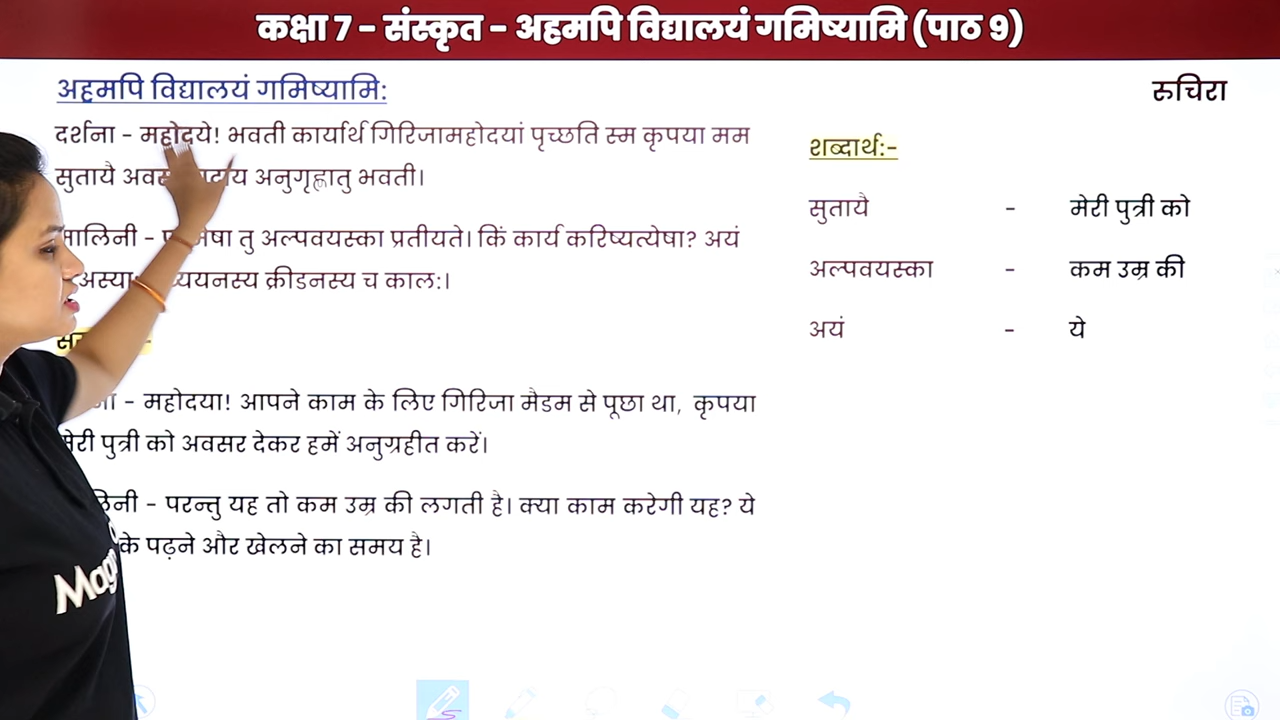 कक्षा 7 - संस्कृत - अहमपि विद्यालयं गमिष्यामि (पाठ 9)
अहमपि विद्यालयं गमिष्यामि:
रुचिरा
दर्शना - महोदये! भवती कार्यार्थ गिरिजामहोदयां पृच्छति स्म कृपया मम
सुतायै अनुगृह्णातु भवती।
मालिनी - तु अल्पवयस्का प्रतीयते। किं कार्य करिष्यत्येषा? अयं
अस्या च कालः।
क्रीडनस्य
महोदया! आपने काम के लिए गिरिजा मैडम से पूछा था, कृपया
मेरी पुत्री को अवसर देकर हमें अनुग्रहीत करें।
- परन्तु यह तो कम उम्र की लगती है। क्या काम करेगी यह? ये
के पढ़ने और खेलने का समय है।
शब्दार्थ:-
सुतायै - मेरी पुत्री को
अल्पवयस्का - कम उम्र की
अयं - ये